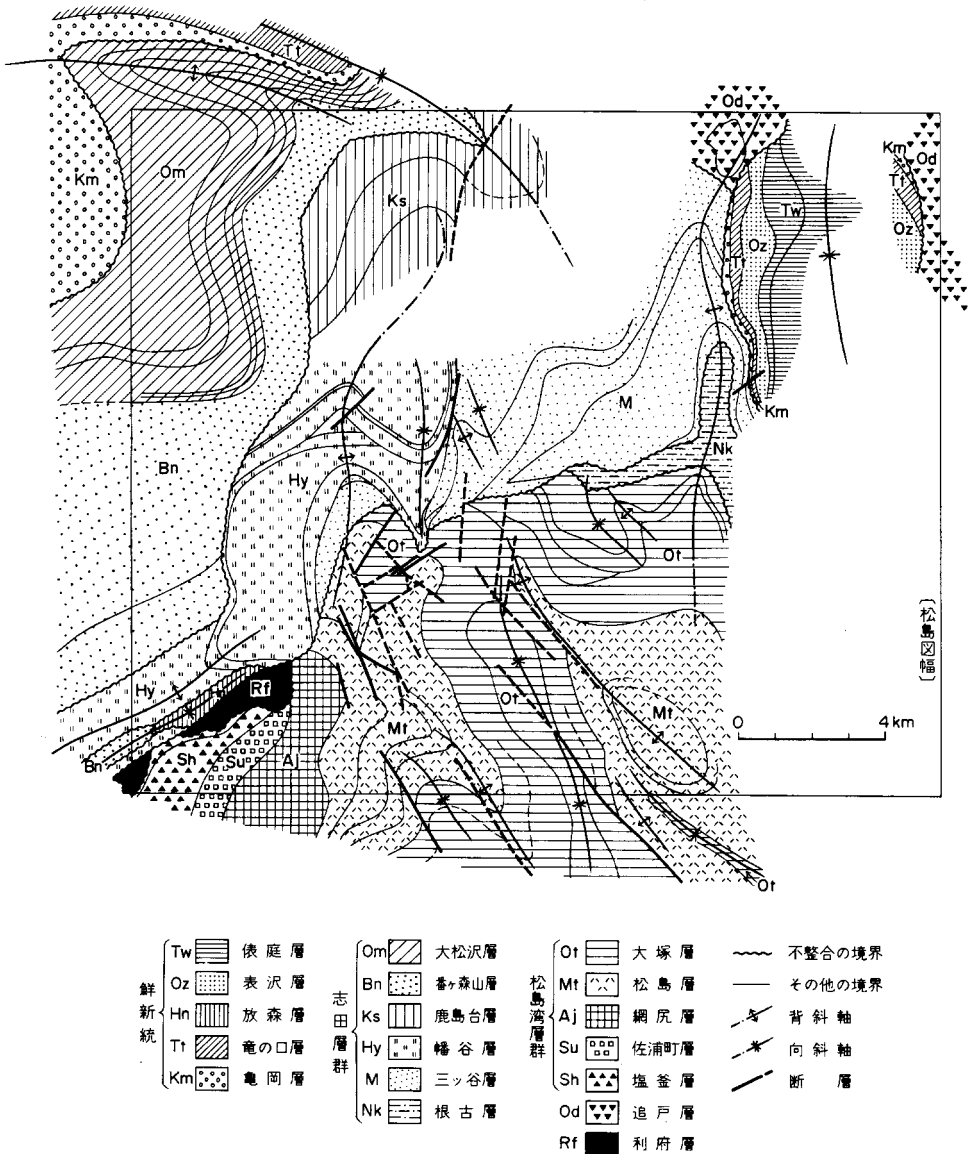 Tt
Od
Km
Od
Km
Om
Ks
Tt
Oz
Tw
Oz
Tt
M
Km
Nk
Bn
Hy
Ot
Ot
〔松島図幅〕
Hy
Rf
Ot
Mt
0 4 km
Mt
Bn
Sh
Su
Aj
Ot
鮮新統
Tw 俵庭層
Oz 表沢層
Hn 放森層
Tt 竜の口層
Km 亀岡層
志田層群
Om 大松沢層
Bn 番ヶ森山層
Ks 鹿島台層
Hy 幡谷層
M 三ッ谷層
Nk 根古層
松島湾層群
Ot 大塚層
Mt 松島層
Aj 網尻層
Su 佐浦町層
Sh 塩釜層
Od 追戸層
Rf 利府層
不整合の境界
その他の境界
背斜軸
向斜軸
断層